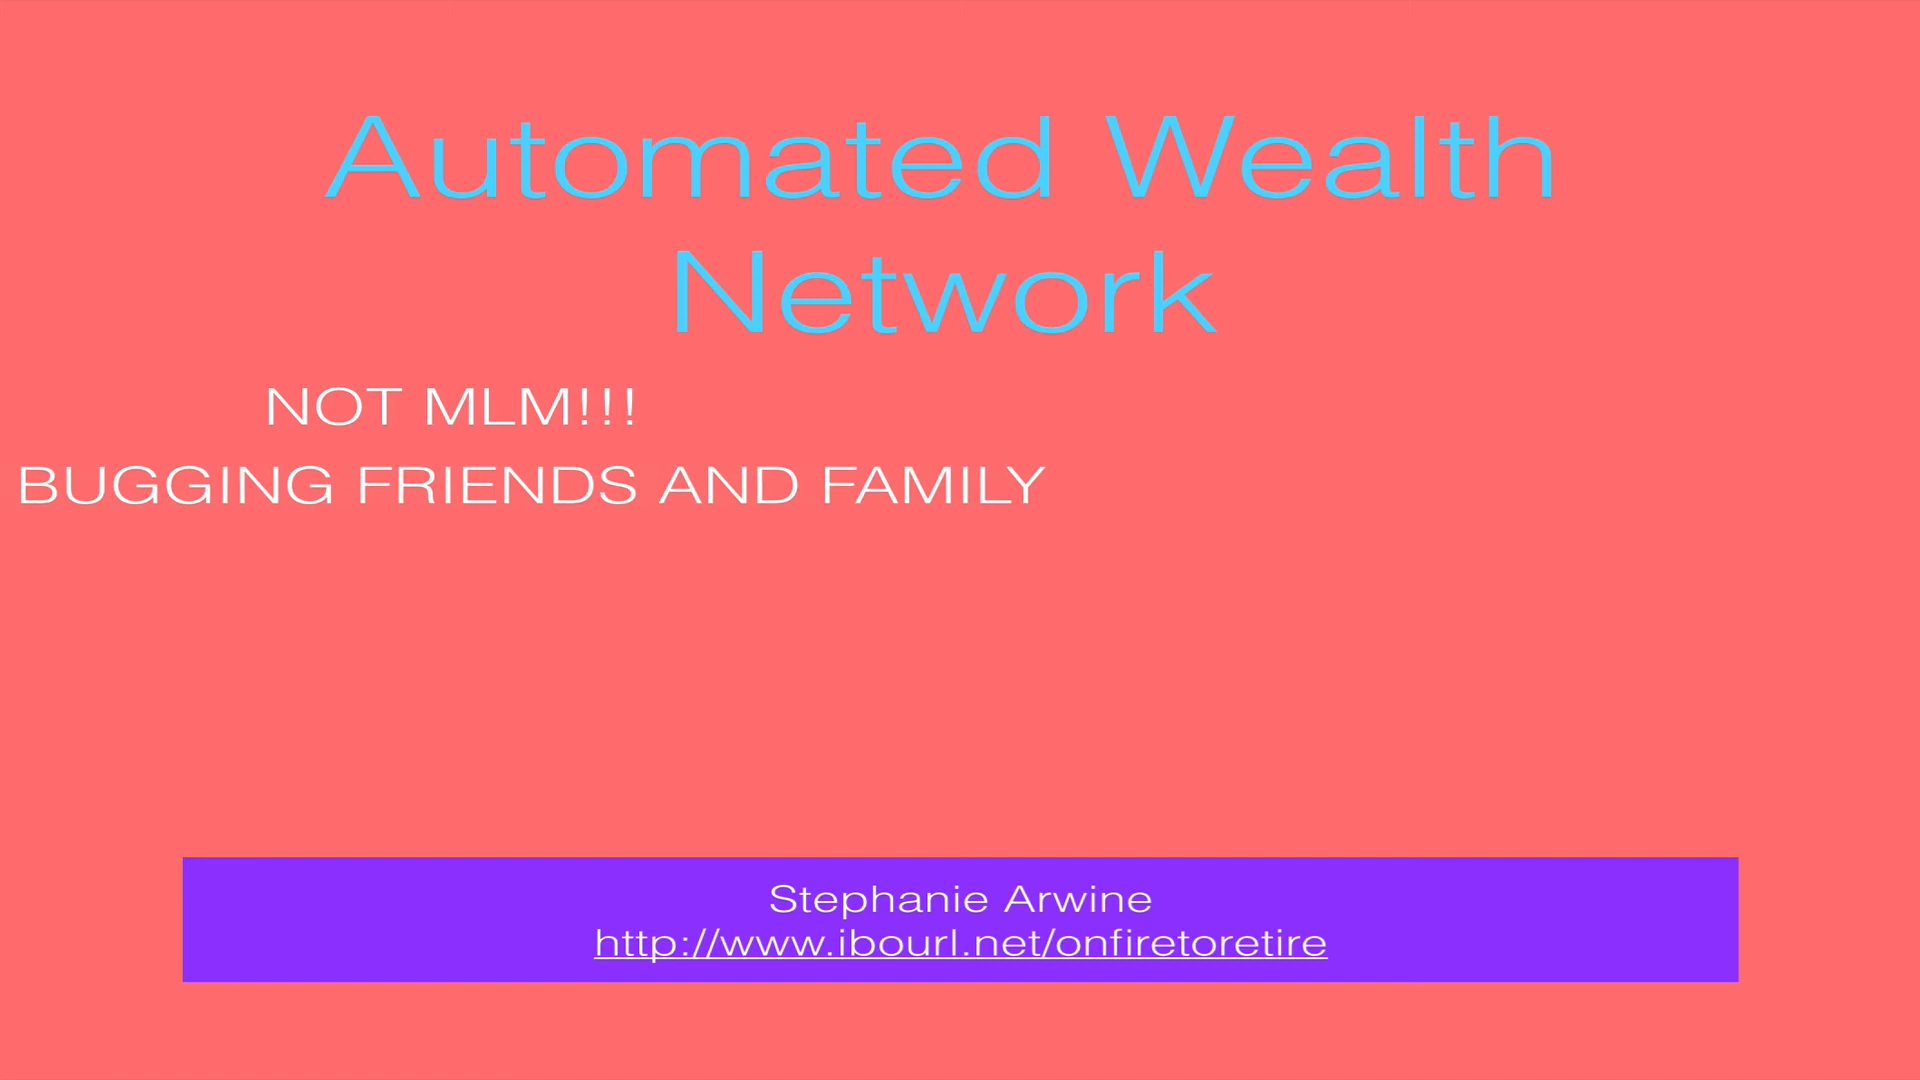 Automated Wealth
Network
NOT MLM!!!
BUGGING FRIENDS AND FAMILY
Stephanie Arwine
http://www.ibourl.net/onfiretoretire